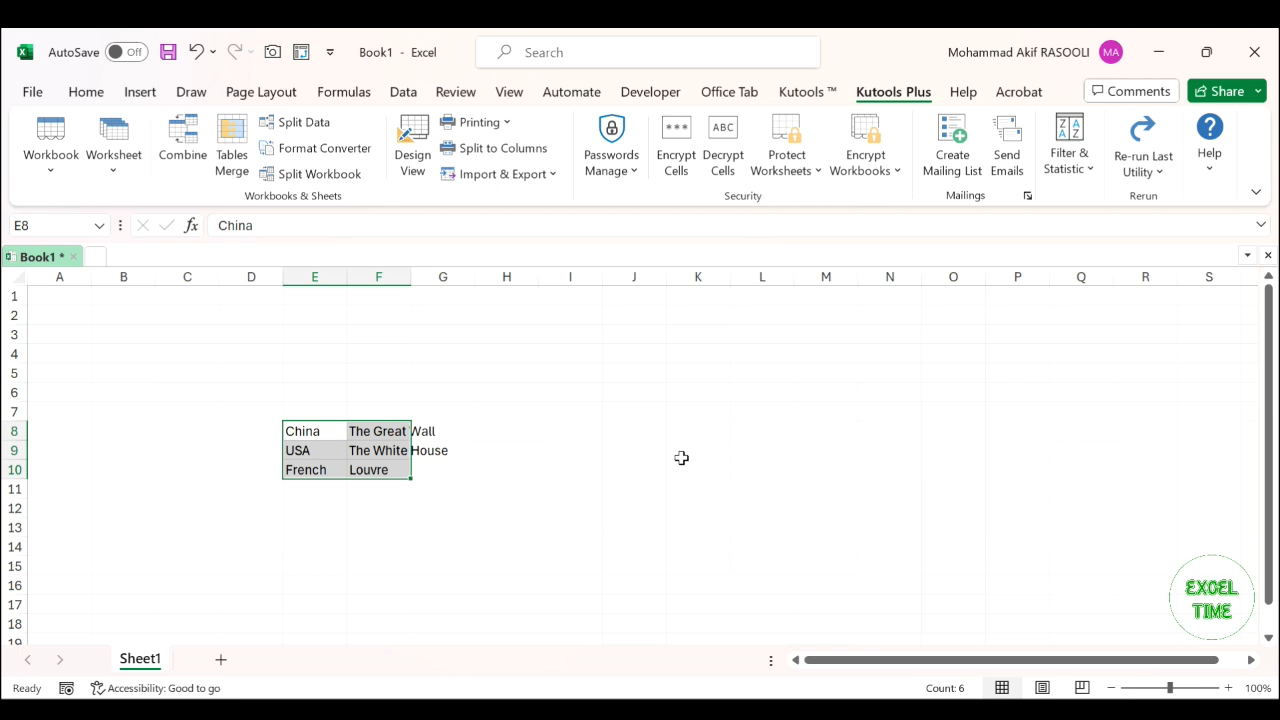 AutoSave Off Book1 - Excel Search Mohammad Akif RASOOLI MA
File Home Insert Draw Page Layout Formulas Data Review View Automate Developer Office Tab Kutools ™ Kutools Plus Help Acrobat Comments Share
Workbook Worksheet Combine Tables Merge Split Data Format Converter Split Workbook Design View Printing Split to Columns Import & Export Passwords Manage Encrypt Cells ABC Decrypt Cells Protect Worksheets Encrypt Workbooks Create Mailing List Send Emails Filter & Statistic Re-run Last Utility Help
Workbooks & Sheets Security Mailings Rerun
E8 fx China
Book1 *
A B C D E F G H I J K L M N O P Q R S
1
2
3
4
5
6
7
8 China The Great Wall
9 USA The White House
10 French Louvre
11
12
13
14
15
16
17
18
19
EXCEL
TIME
Sheet1
Ready Accessibility: Good to go Count: 6 100%